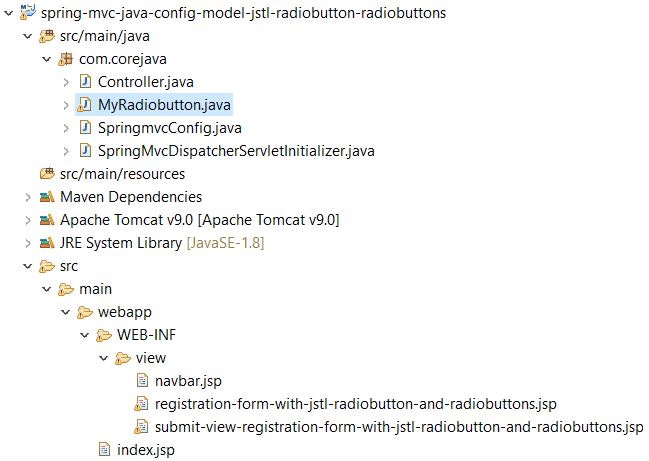 spring-mvc-java-config-model-jstl-radiobutton-radiobuttons
src/main/java
com.corejava
Controller.java
MyRadiobutton.java
SpringmvcConfig.java
SpringMvcDispatcherServletInitializer.java
src/main/resources
Maven Dependencies
Apache Tomcat v9.0 [Apache Tomcat v9.0]
JRE System Library [JavaSE-1.8]
src
main
webapp
WEB-INF
view
navbar.jsp
registration-form-with-jstl-radiobutton-and-radiobuttons.jsp
submit-view-registration-form-with-jstl-radiobutton-and-radiobuttons.jsp
index.jsp